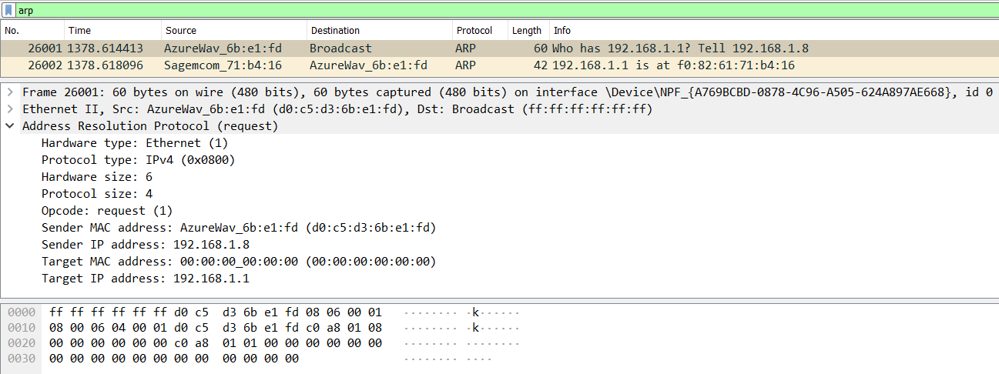 arp
No. Time Source Destination Protocol Length Info
26001 1378.614413 AzureWav_6b:e1:fd Broadcast ARP 60 Who has 192.168.1.1? Tell 192.168.1.8
26002 1378.618096 Sagemcom_71:b4:16 AzureWav_6b:e1:fd ARP 42 192.168.1.1 is at f0:82:61:71:b4:16
Frame 26001: 60 bytes on wire (480 bits), 60 bytes captured (480 bits) on interface \Device\NPF_{A769BCBD-0878-4C96-A505-624A897AE668}, id 0
Ethernet II, Src: AzureWav_6b:e1:fd (d0:c5:d3:6b:e1:fd), Dst: Broadcast (ff:ff:ff:ff:ff:ff)
Address Resolution Protocol (request)
Hardware type: Ethernet (1)
Protocol type: IPv4 (0x0800)
Hardware size: 6
Protocol size: 4
Opcode: request (1)
Sender MAC address: AzureWav_6b:e1:fd (d0:c5:d3:6b:e1:fd)
Sender IP address: 192.168.1.8
Target MAC address: 00:00:00_00:00:00 (00:00:00:00:00:00)
Target IP address: 192.168.1.1
0000 ff ff ff ff ff ff d0 c5 d3 6b e1 fd 08 06 00 01 ········ ·k······
0010 08 00 06 04 00 01 d0 c5 d3 6b e1 fd c0 a8 01 08 ········ ·k······
0020 00 00 00 00 00 00 c0 a8 01 01 00 00 00 00 00 00 ········ ········
0030 00 00 00 00 00 00 00 00 00 00 00 00 ········ ····